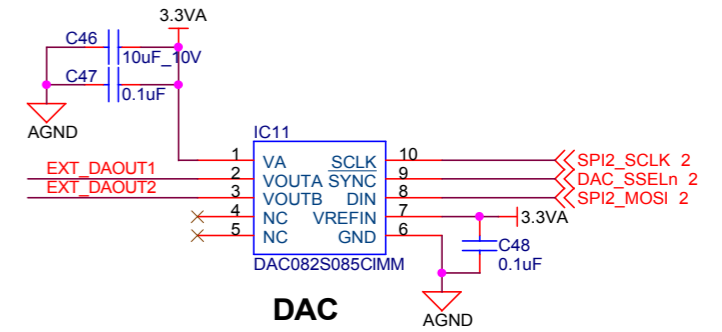 3.3VA
C46
10uF_10V
C47
0.1uF
AGND
IC11
1 VA SCLK 10 SPI2_SCLK 2
EXT_DAOUT1 2 VOUTA SYNC 9 DAC_SSELn 2
EXT_DAOUT2 3 VOUTB DIN 8 SPI2_MOSI 2
4 NC VREFIN 7 3.3VA
5 NC GND 6
C48
0.1uF
DAC082S085CIMM
DAC
AGND